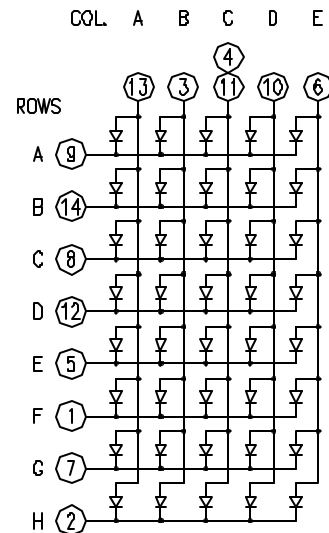 COL. A B C D E
4
13 3 11 10 6
ROWS
A 9
B 14
C 8
D 12
E 5
F 1
G 7
H 2